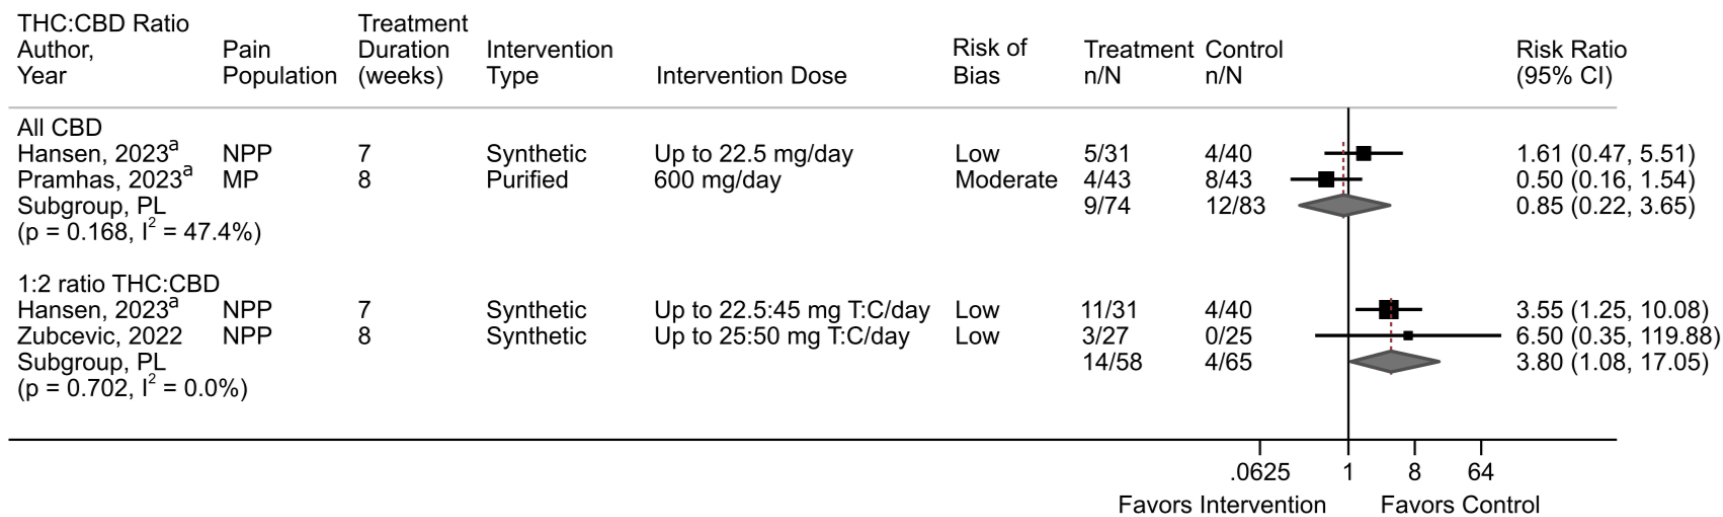 THC:CBD Ratio Treatment
Author, Pain Duration Intervention Risk of Treatment Control Risk Ratio
Year Population (weeks) Type Intervention Dose Bias n/N n/N (95% CI)
All CBD
Hansen, 2023a NPP 7 Synthetic Up to 22.5 mg/day Low 5/31 4/40 1.61 (0.47, 5.51)
Pramhas, 2023a MP 8 Purified 600 mg/day Moderate 4/43 8/43 0.50 (0.16, 1.54)
Subgroup, PL 9/74 12/83 0.85 (0.22, 3.65)
(p = 0.168, I2 = 47.4%)
1:2 ratio THC:CBD
Hansen, 2023a NPP 7 Synthetic Up to 22.5:45 mg T:C/day Low 11/31 4/40 3.55 (1.25, 10.08)
Zubcevic, 2022 NPP 8 Synthetic Up to 25:50 mg T:C/day Low 3/27 0/25 6.50 (0.35, 119.88)
Subgroup, PL 14/58 4/65 3.80 (1.08, 17.05)
(p = 0.702, I2 = 0.0%)
.0625 1 8 64
Favors Intervention Favors Control